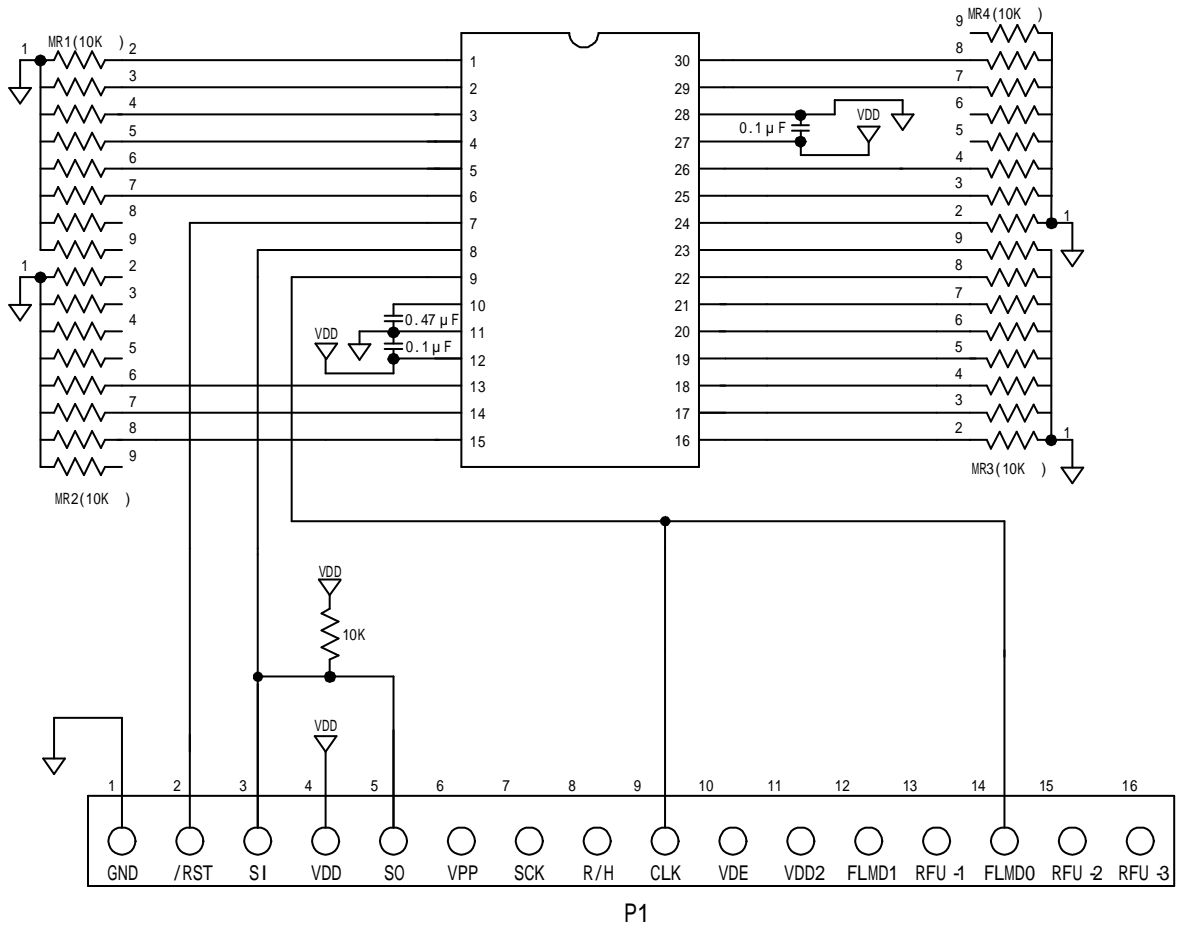 MR1(10K )
MR4(10K )
1 2 1 30 9
3 2 29 8
4 3 28 7
5 4 27 6
6 5 26 5
7 6 25 4
8 7 24 3
9 8 23 2 1
1 2 9 22 9
3 10 21 8
4 11 20 7
5 12 19 6
6 13 18 5
7 14 17 4
8 15 16 3
9 2 1
0.1µF VDD
0.47µF
VDD 0.1µF
MR2(10K )
MR3(10K )
VDD
10K
VDD
1 2 3 4 5 6 7 8 9 10 11 12 13 14 15 16
GND /RST SI VDD SO VPP SCK R/H CLK VDE VDD2 FLMD1 RFU -1 FLMD0 RFU -2 RFU -3
P1